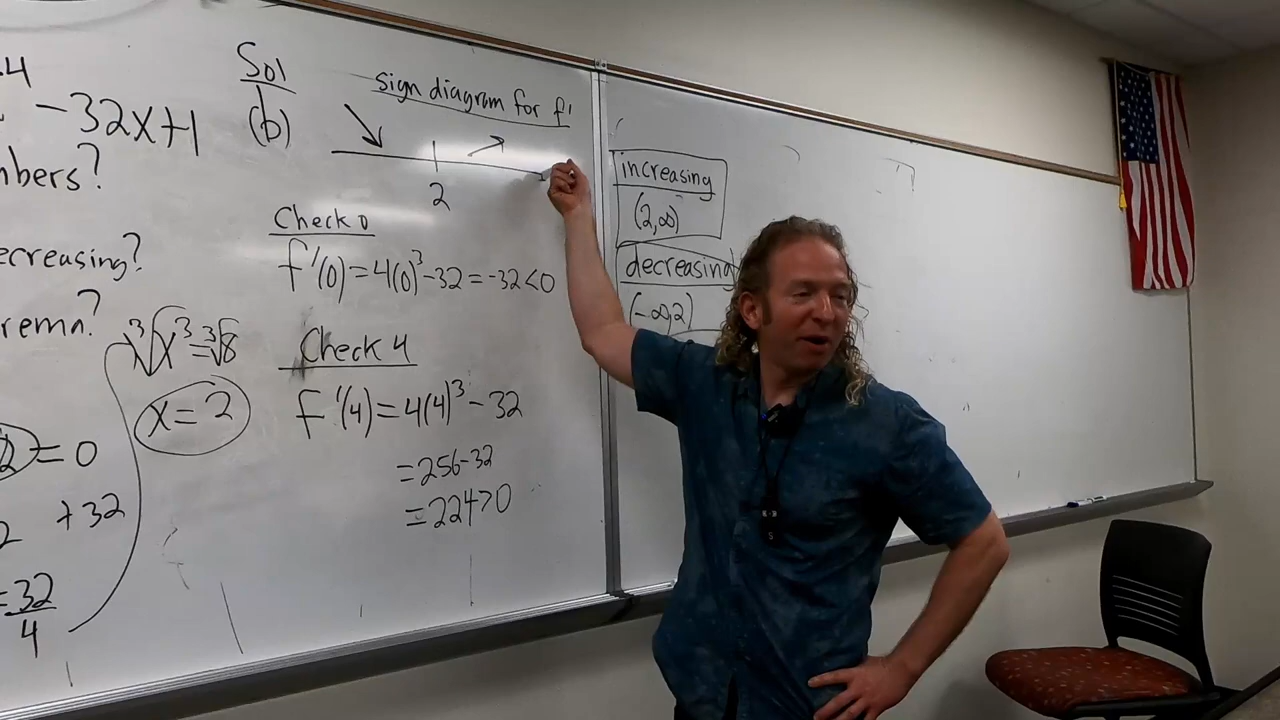 4
-32x+1
mbers?
ecreasing?
remn?
∛x³=∛8
x=2
=0
+32
=32/4
Sol
(b)
sign diagram for f'
2
Check 0
f'(0)=4(0)³-32=-32<0
Check 4
f'(4)=4(4)³-32
=256-32
=224>0
increasing
(2,∞)
decreasing
(-∞,2)